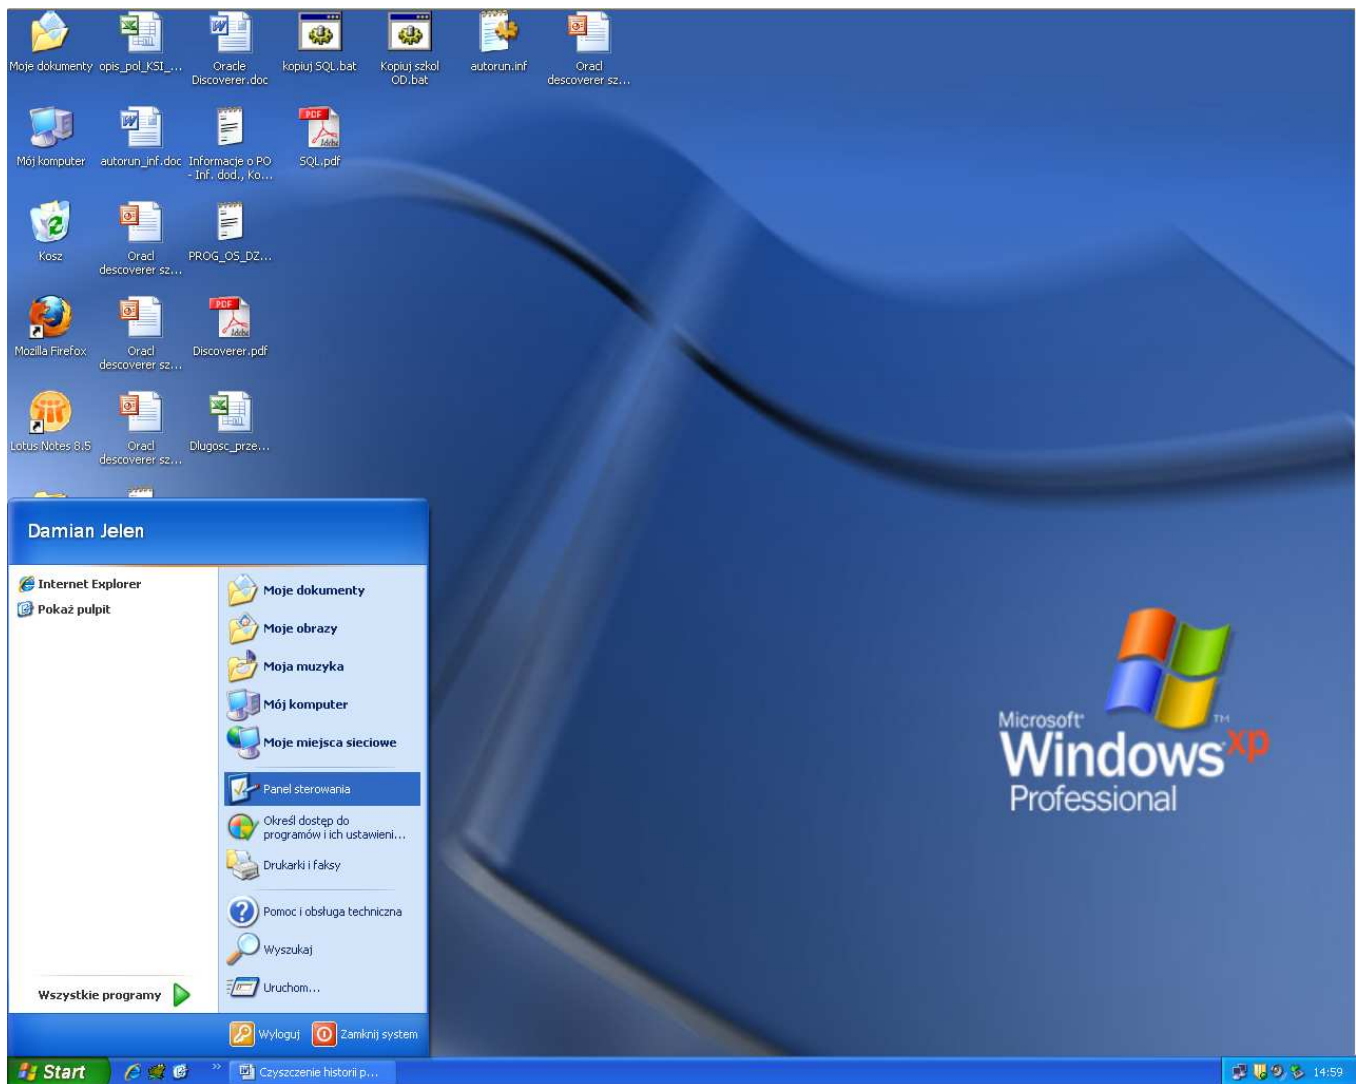 Moje dokumenty
opis_pol_KSI_...
Oracle
Discoverer.doc
kopiuj SQL.bat
Kopiuj szkol
OD.bat
autorun.inf
Oracl
descoverer sz...
Mój komputer
autorun_inf.doc
Informacje o PO
- Inf. dod., Ko...
SQL.pdf
Kosz
Oracl
descoverer sz...
PROG_OS_DZ...
Mozilla Firefox
Oracl
descoverer sz...
Discoverer.pdf
Lotus Notes 8.5
Oracl
descoverer sz...
Dlugosc_prze...
Damian Jelen
Internet Explorer
Pokaż pulpit
Wszystkie programy
Moje dokumenty
Moje obrazy
Moja muzyka
Mój komputer
Moje miejsca sieciowe
Panel sterowania
Określ dostęp do
programów i ich ustawieni...
Drukarki i faksy
Pomoc i obsługa techniczna
Wyszukaj
Uruchom...
Wyloguj
Zamknij system
Microsoft
Windows xp ™
Professional
Start
Czyszczenie historii p...
14:59